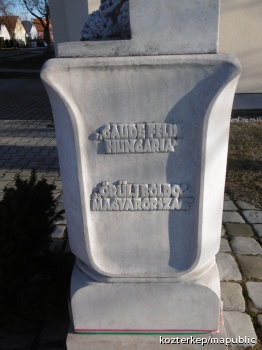 „GAUDE FELIX
HUNGARIA"
„ÖRÜLJ BOLDOG
MAGYARORSZÁG"
kozterkep/mapublic